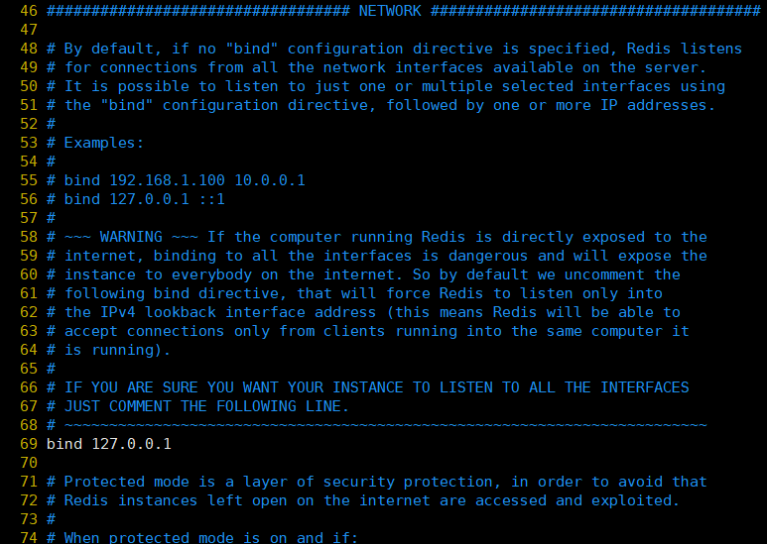 46 ################################## NETWORK #####################################
47
48 # By default, if no "bind" configuration directive is specified, Redis listens
49 # for connections from all the network interfaces available on the server.
50 # It is possible to listen to just one or multiple selected interfaces using
51 # the "bind" configuration directive, followed by one or more IP addresses.
52 #
53 # Examples:
54 #
55 # bind 192.168.1.100 10.0.0.1
56 # bind 127.0.0.1 ::1
57 #
58 # ~~~ WARNING ~~~ If the computer running Redis is directly exposed to the
59 # internet, binding to all the interfaces is dangerous and will expose the
60 # instance to everybody on the internet. So by default we uncomment the
61 # following bind directive, that will force Redis to listen only into
62 # the IPv4 lookback interface address (this means Redis will be able to
63 # accept connections only from clients running into the same computer it
64 # is running).
65 #
66 # IF YOU ARE SURE YOU WANT YOUR INSTANCE TO LISTEN TO ALL THE INTERFACES
67 # JUST COMMENT THE FOLLOWING LINE.
68 # ~~~~~~~~~~~~~~~~~~~~~~~~~~~~~~~~~~~~~~~~~~~~~~~~~~~~~~~~~~~~~~~~~~~~~~~~
69 bind 127.0.0.1
70
71 # Protected mode is a layer of security protection, in order to avoid that
72 # Redis instances left open on the internet are accessed and exploited.
73 #
74 # When protected mode is on and if: